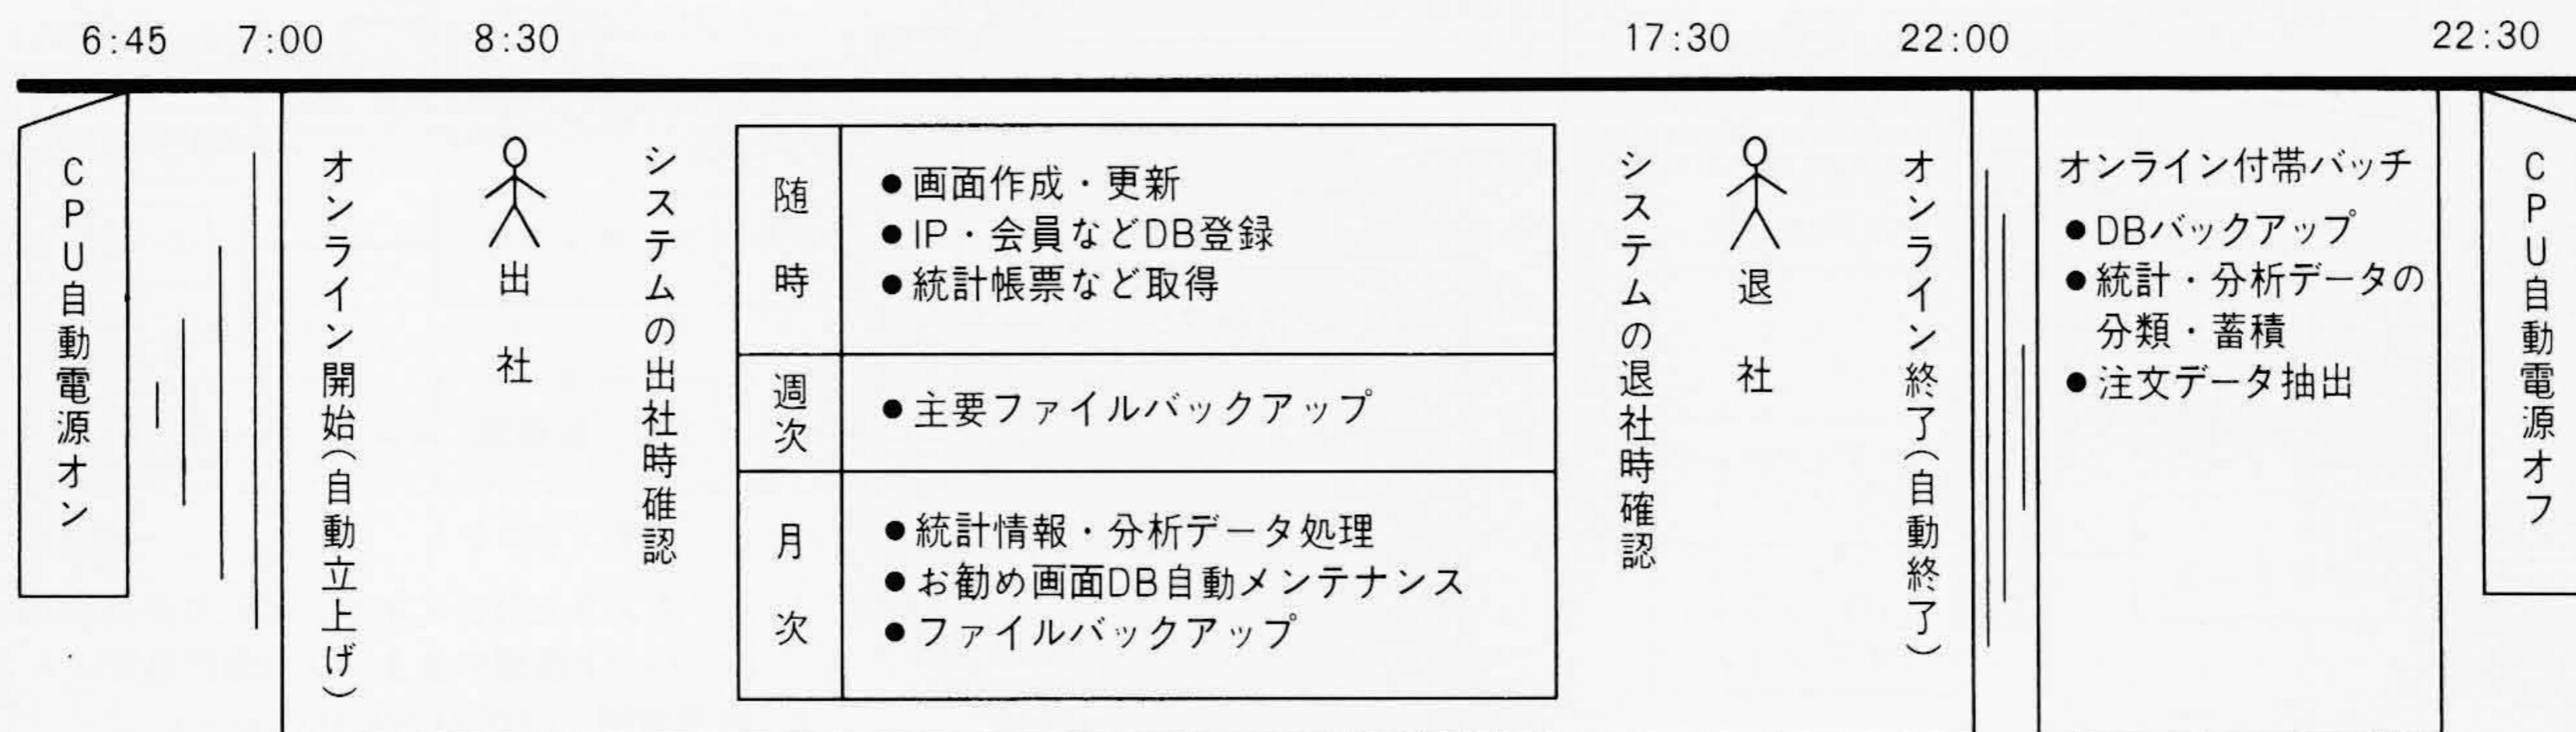 6:45
7:00
8:30
17:30
22:00
22:30
CPU自動電源オン
オンライン開始(自動立上げ)
出社
システムの出社時確認
随時
●画面作成・更新
●IP・会員などDB登録
●統計帳票など取得
週次
●主要ファイルバックアップ
月次
●統計情報・分析データ処理
●お勧め画面DB自動メンテナンス
●ファイルバックアップ
システムの退社時確認
退社
オンライン終了(自動終了)
オンライン付帯バッチ
●DBバックアップ
●統計・分析データの
分類・蓄積
●注文データ抽出
CPU自動電源オフ